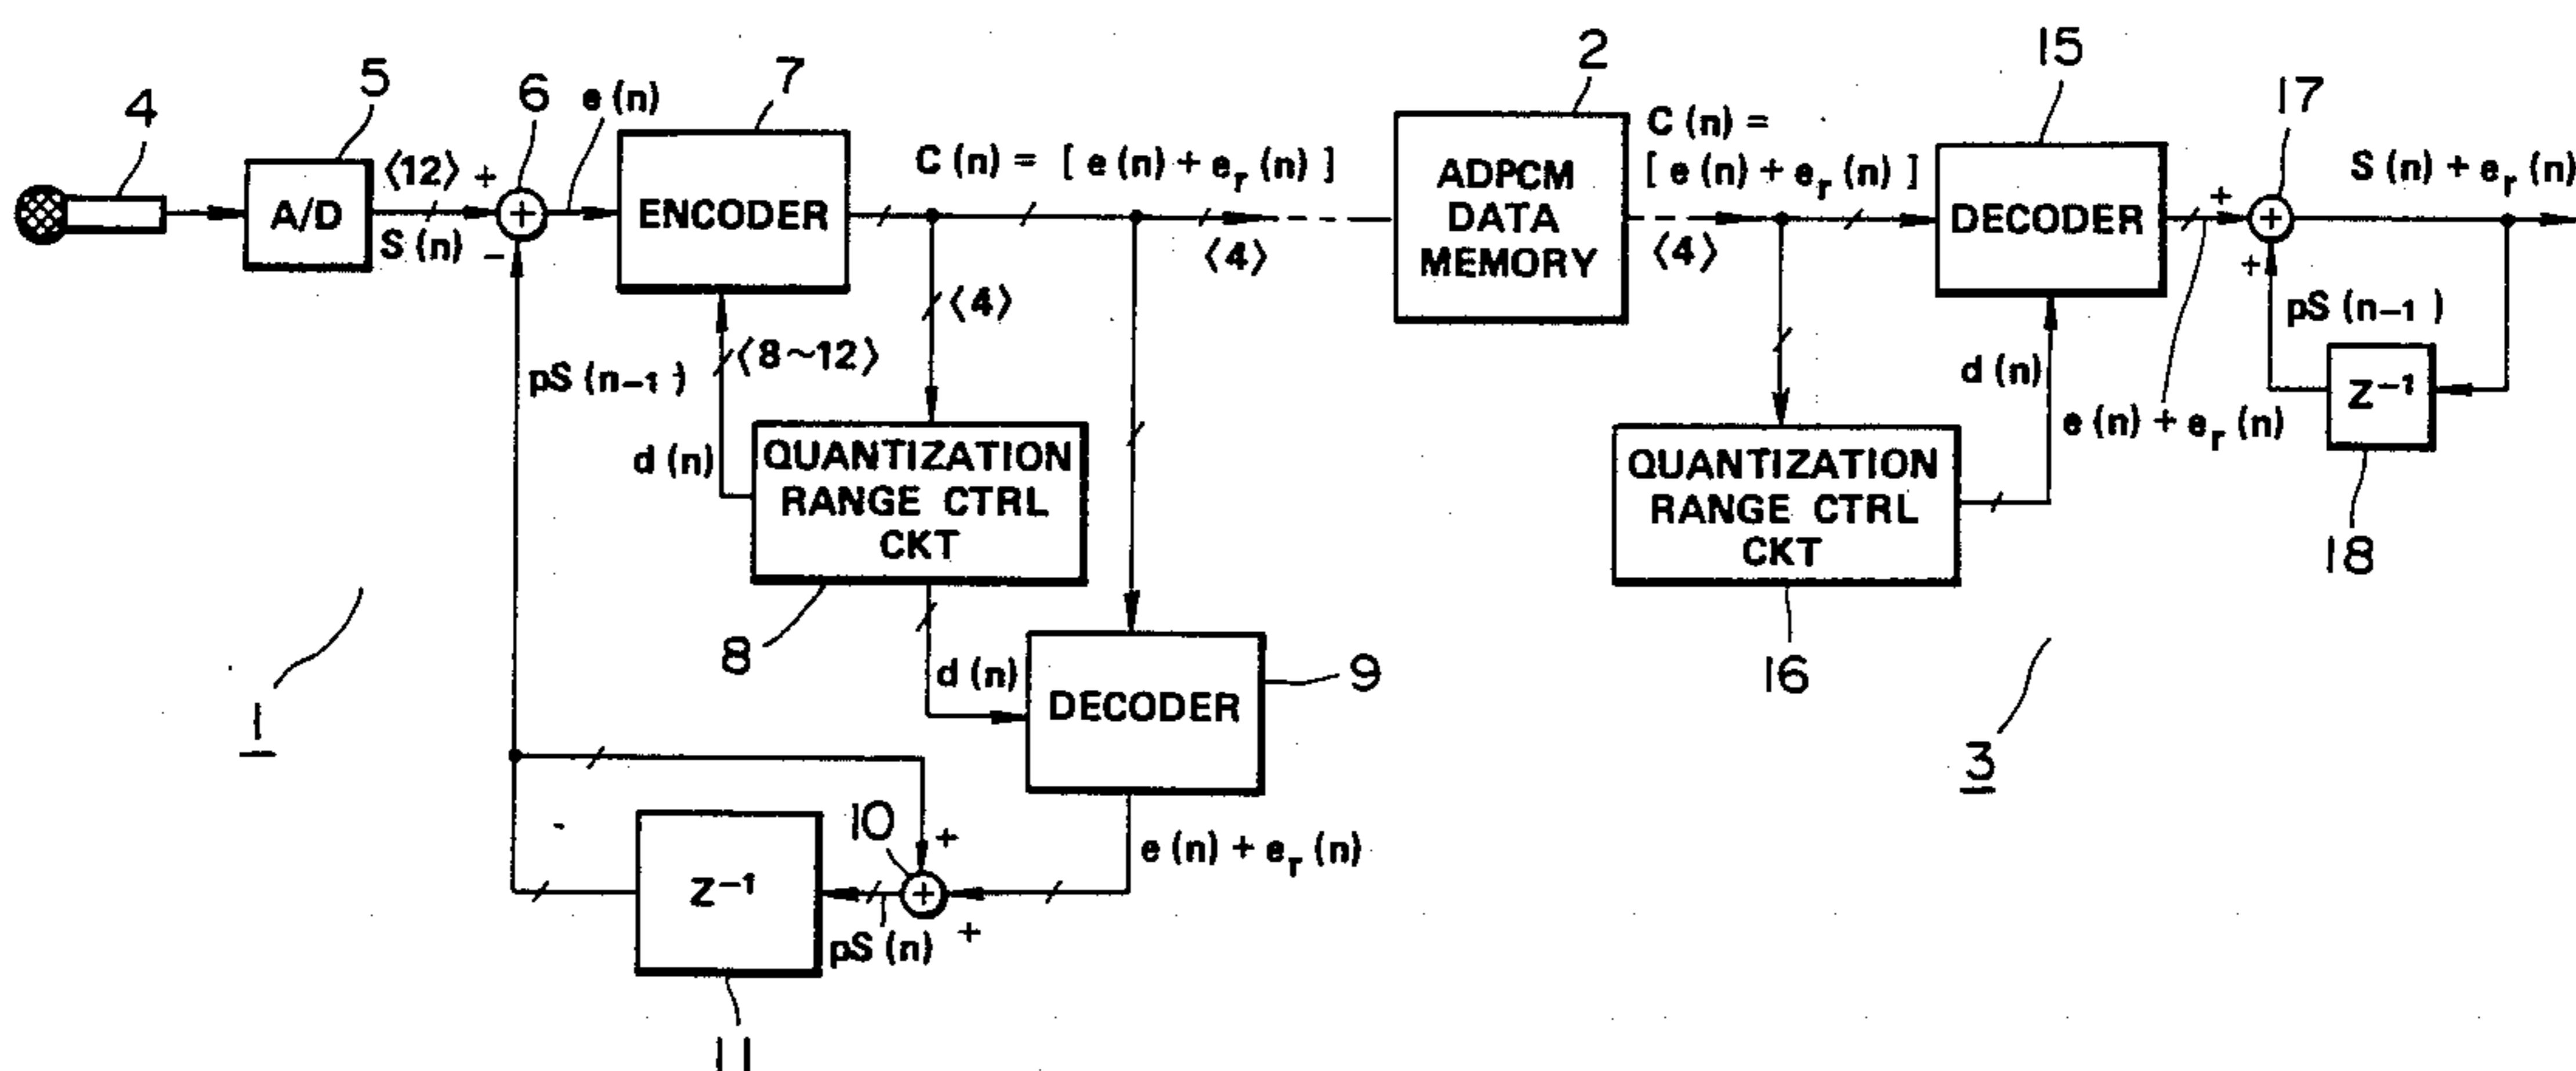 4
5
6
e (n)
7
2
15
17
A/D
⟨12⟩
+
S (n)
−
+
ENCODER
C (n) = [ e (n) + e_r (n) ]
⟨4⟩
ADPCM
DATA
MEMORY
C (n) =
[ e (n) + e_r (n) ]
⟨4⟩
DECODER
+
+
+
S (n) + e_r (n)
pS (n−1 )
⟨8~12⟩
⟨4⟩
d (n)
QUANTIZATION
RANGE CTRL
CKT
8
d (n)
DECODER
9
QUANTIZATION
RANGE CTRL
CKT
16
d (n)
e (n) + e_r (n)
pS (n−1 )
Z⁻¹
18
1
3
Z⁻¹
11
10
+
+
+
pS (n)
e (n) + e_r (n)